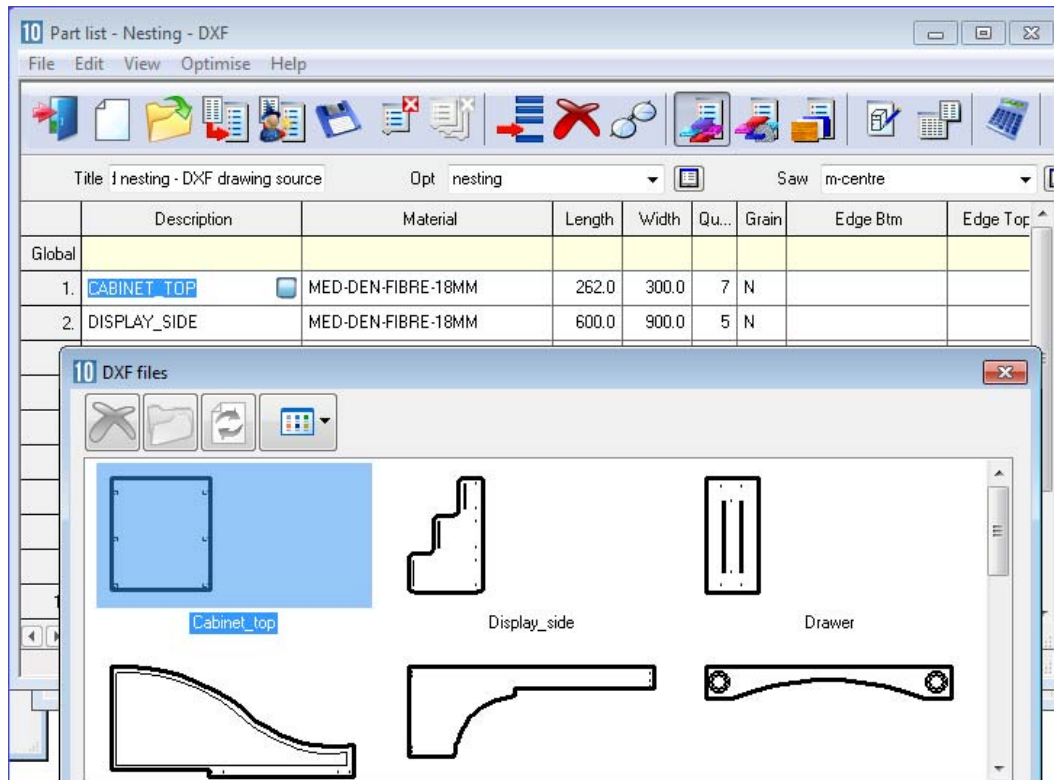 10 Part list - Nesting - DXF
File Edit View Optimise Help
Title d nesting - DXF drawing source Opt nesting Saw m-centre
Description Material Length Width Qu... Grain Edge Btm Edge Top
Global
1. CABINET_TOP MED-DEN-FIBRE-18MM 262.0 300.0 7 N
2. DISPLAY_SIDE MED-DEN-FIBRE-18MM 600.0 900.0 5 N
10 DXF files
Cabinet_top Display_side Drawer